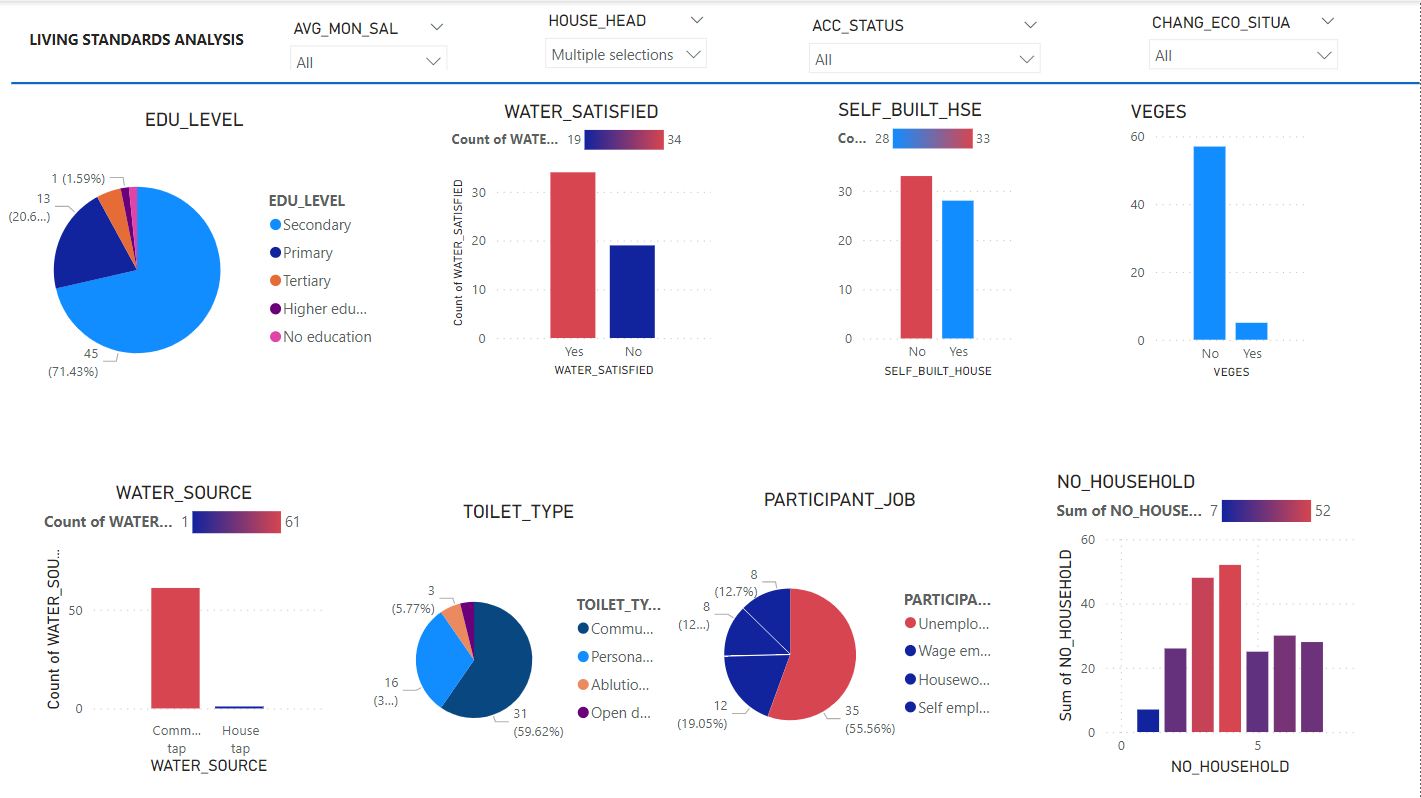 LIVING STANDARDS ANALYSIS
AVG_MON_SAL
All
HOUSE_HEAD
Multiple selections
ACC_STATUS
All
CHANG_ECO_SITUA
All
EDU_LEVEL
1 (1.59%)
13
(20.6...)
45
(71.43%)
EDU_LEVEL
Secondary
Primary
Tertiary
Higher edu...
No education
WATER_SATISFIED
Count of WATE... 19 34
Count of WATER_SATISFIED
30
20
10
0
Yes No
WATER_SATISFIED
SELF_BUILT_HSE
Co... 28 33
30
20
10
0
No Yes
SELF_BUILT_HOUSE
VEGES
60
40
20
0
No Yes
VEGES
WATER_SOURCE
Count of WATER... 1 61
Count of WATER_SOU...
50
0
Comm... House
tap tap
WATER_SOURCE
TOILET_TYPE
3
(5.77%)
16
(3...)
31
(59.62%)
TOILET_TY...
Commu...
Persona...
Ablutio...
Open d...
PARTICIPANT_JOB
8
(12.7%)
8
(12...)
12
(19.05%)
35
(55.56%)
PARTICIPA...
Unemplo...
Wage em...
Housewo...
Self empl...
NO_HOUSEHOLD
Sum of NO_HOUSE... 7 52
Sum of NO_HOUSEHOLD
60
40
20
0
0 5
NO_HOUSEHOLD